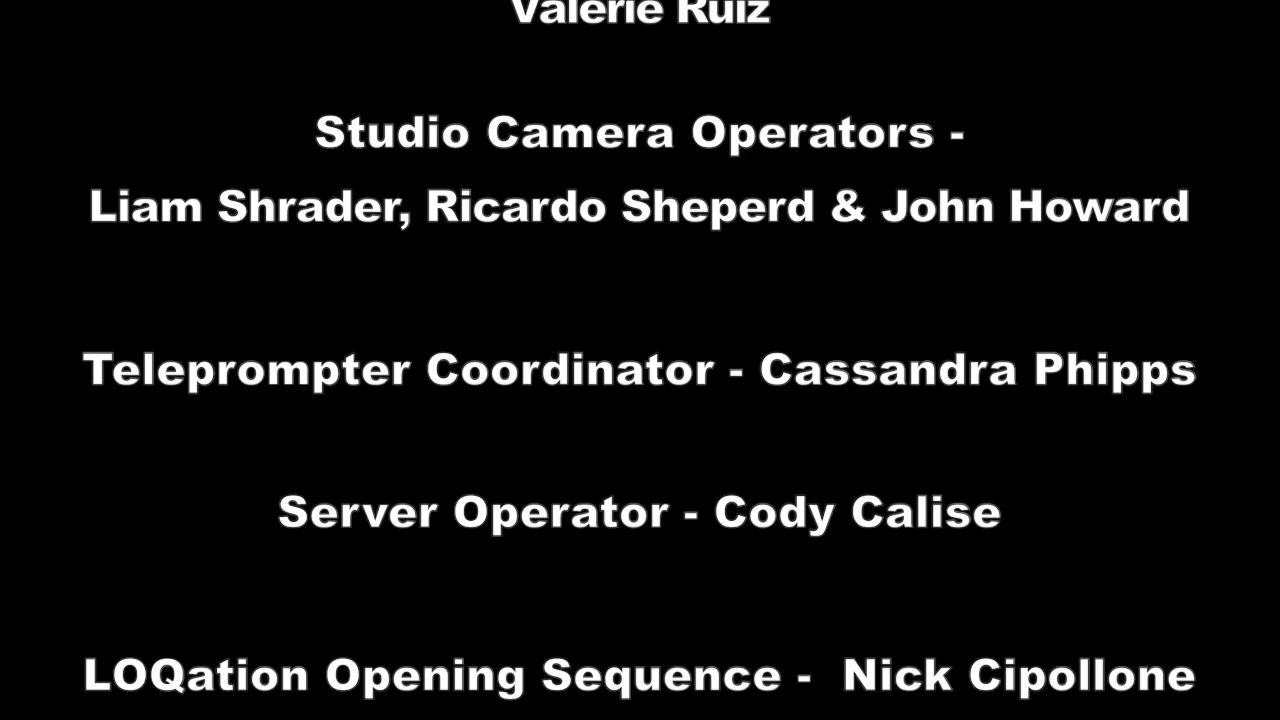 Valerie Ruiz
Studio Camera Operators -
Liam Shrader, Ricardo Sheperd & John Howard
Teleprompter Coordinator - Cassandra Phipps
Server Operator - Cody Calise
LOQation Opening Sequence -  Nick Cipollone